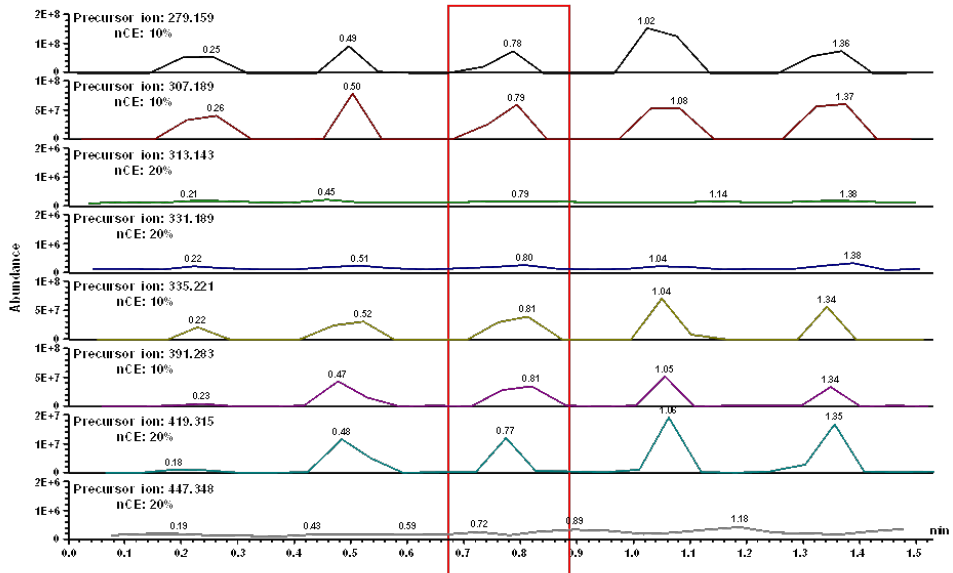 2E+8
Precursor ion: 279.159
nCE: 10%
1E+8
0
0.25
0.49
0.78
1.02
1.36
1E+8
Precursor ion: 307.189
nCE: 10%
5E+7
0
0.26
0.50
0.79
1.08
1.37
2E+6
Precursor ion: 313.143
nCE: 20%
1E+6
0
0.21
0.45
0.79
1.14
1.38
2E+6
Precursor ion: 331.189
nCE: 20%
1E+6
0
0.22
0.51
0.80
1.04
1.38
1E+8
Precursor ion: 335.221
nCE: 10%
5E+7
0
0.22
0.52
0.81
1.04
1.34
1E+8
Precursor ion: 391.283
nCE: 10%
5E+7
0
0.23
0.47
0.81
1.05
1.34
2E+7
Precursor ion: 419.315
nCE: 20%
1E+7
0
0.18
0.48
0.77
1.06
1.35
2E+6
Precursor ion: 447.348
nCE: 20%
1E+6
0
0.19
0.43
0.59
0.72
0.89
1.18
min
0.0 0.1 0.2 0.3 0.4 0.5 0.6 0.7 0.8 0.9 1.0 1.1 1.2 1.3 1.4 1.5
Abundance